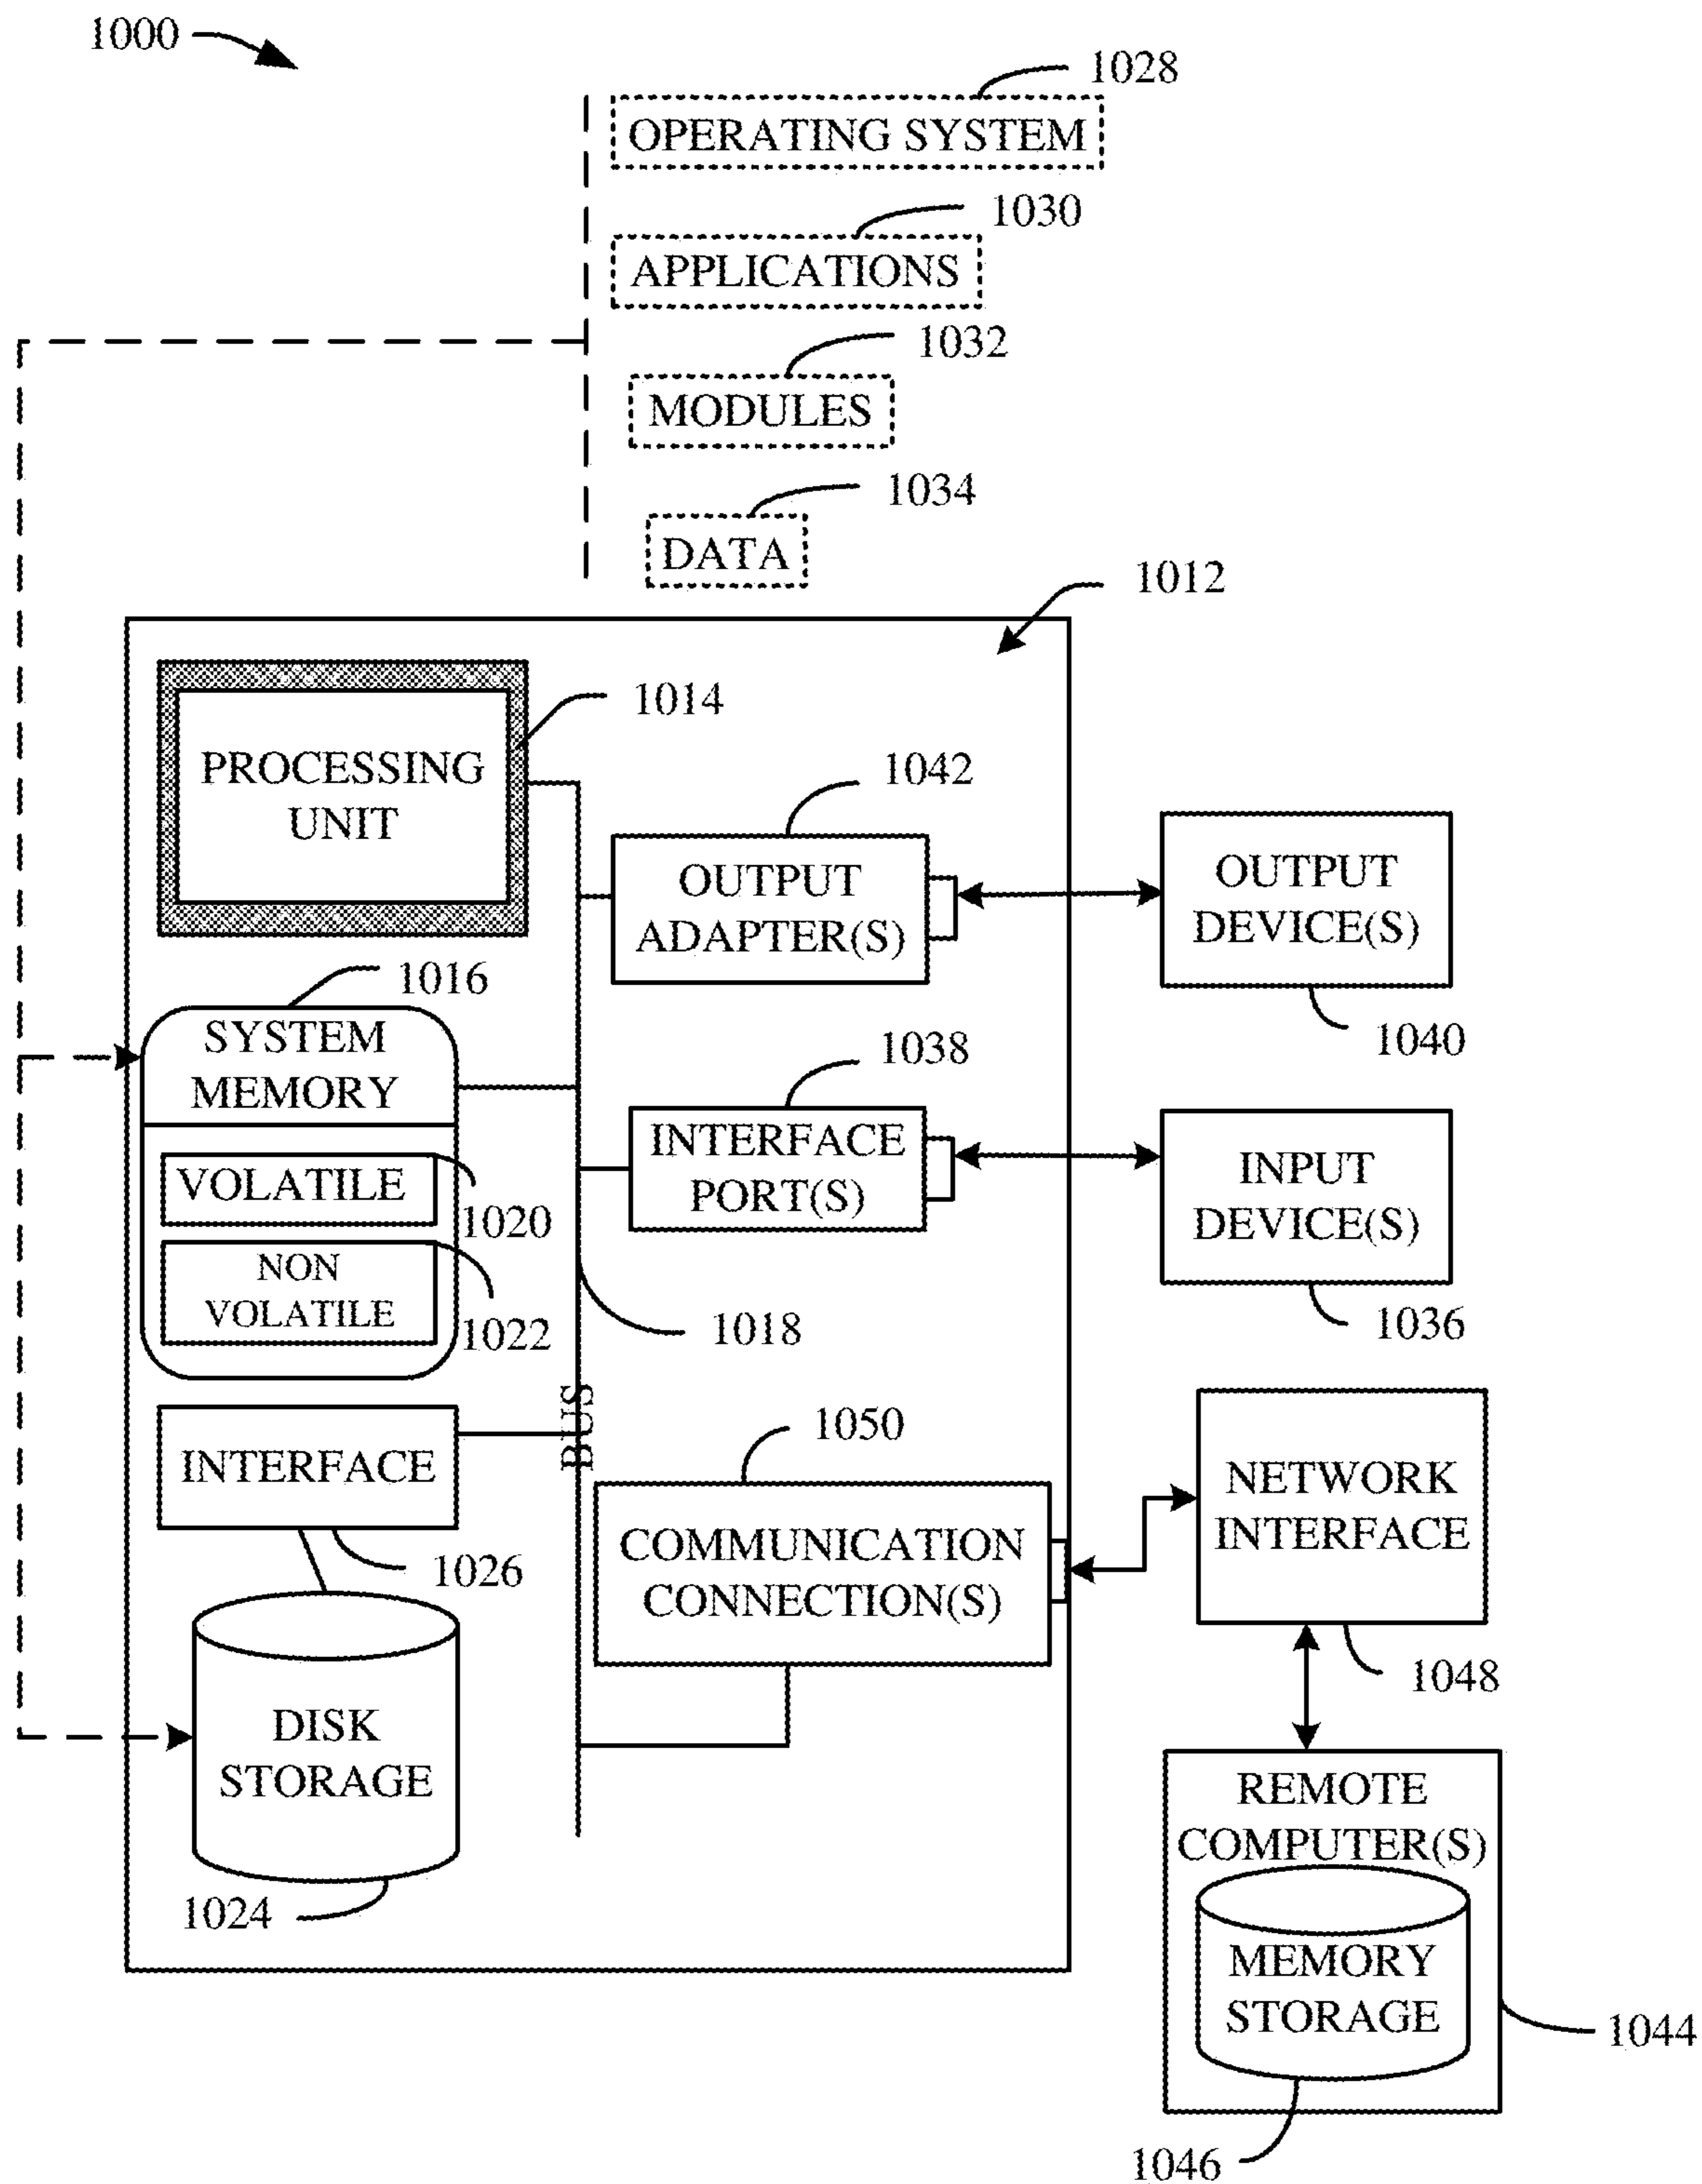 1000
1028
OPERATING SYSTEM
1030
APPLICATIONS
1032
MODULES
1034
DATA
1012
1014
PROCESSING
UNIT
1042
OUTPUT
ADAPTER(S)
OUTPUT
DEVICE(S)
1040
1016
SYSTEM
MEMORY
VOLATILE
1020
NON
VOLATILE
1022
1038
INTERFACE
PORT(S)
INPUT
DEVICE(S)
1036
1018
BUS
INTERFACE
1026
1050
COMMUNICATION
CONNECTION(S)
NETWORK
INTERFACE
1048
DISK
STORAGE
1024
REMOTE
COMPUTER(S)
MEMORY
STORAGE
1044
1046